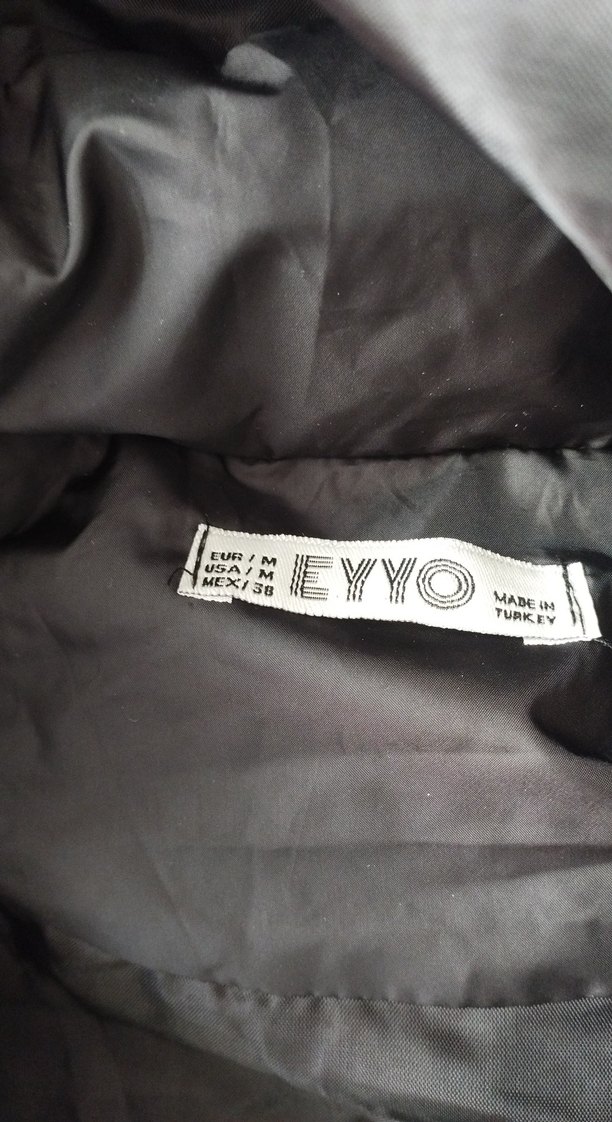 EUR / M
USA / M
MEX / 38
EYYO
MADE IN
TURKEY